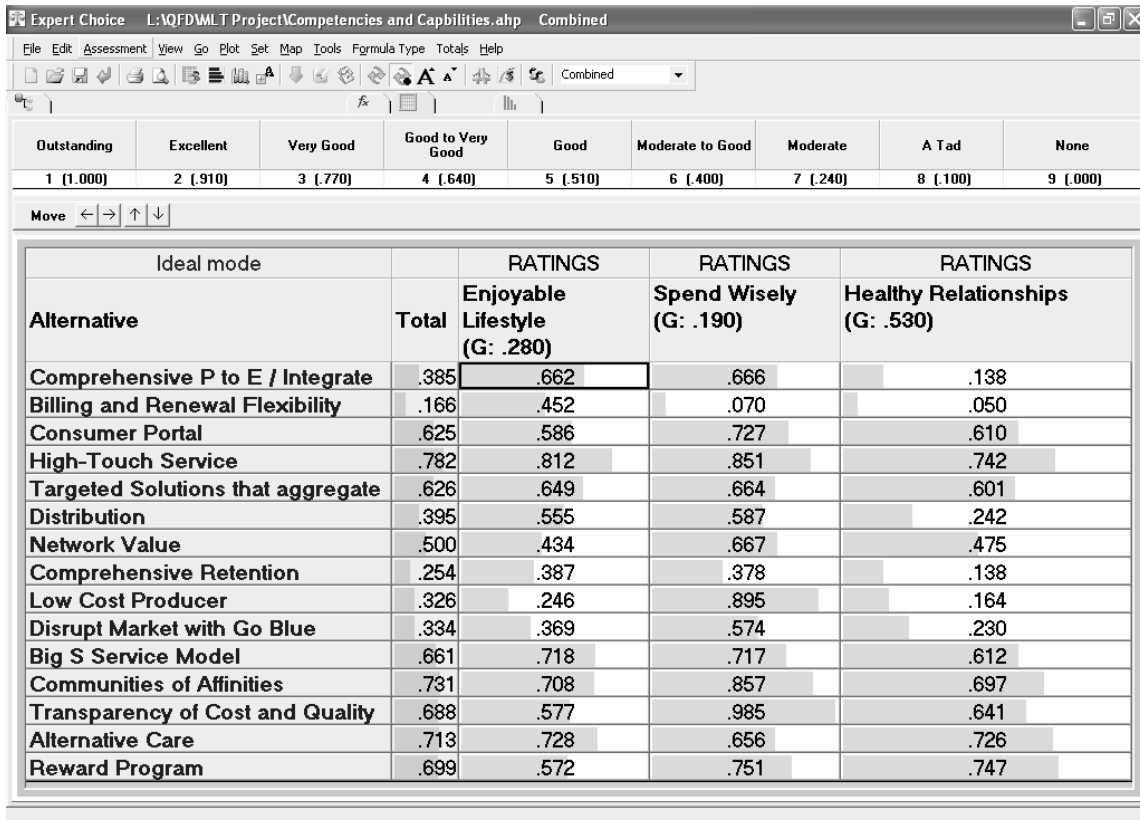 Expert Choice L:\QFD\MLT Project\Competencies and Capbilities.ahp Combined
File Edit Assessment View Go Plot Set Map Tools Formula Type Totals Help
Combined
Outstanding Excellent Very Good Good to Very Good Good Moderate to Good Moderate A Tad None
1 (1.000) 2 (.910) 3 (.770) 4 (.640) 5 (.510) 6 (.400) 7 (.240) 8 (.100) 9 (.000)
Move
Ideal mode RATINGS RATINGS RATINGS
Alternative Total Enjoyable Lifestyle (G: .280) Spend Wisely (G: .190) Healthy Relationships (G: .530)
Comprehensive P to E / Integrate .385 .662 .666 .138
Billing and Renewal Flexibility .166 .452 .070 .050
Consumer Portal .625 .586 .727 .610
High-Touch Service .782 .812 .851 .742
Targeted Solutions that aggregate .626 .649 .664 .601
Distribution .395 .555 .587 .242
Network Value .500 .434 .667 .475
Comprehensive Retention .254 .387 .378 .138
Low Cost Producer .326 .246 .895 .164
Disrupt Market with Go Blue .334 .369 .574 .230
Big S Service Model .661 .718 .717 .612
Communities of Affinities .731 .708 .857 .697
Transparency of Cost and Quality .688 .577 .985 .641
Alternative Care .713 .728 .656 .726
Reward Program .699 .572 .751 .747